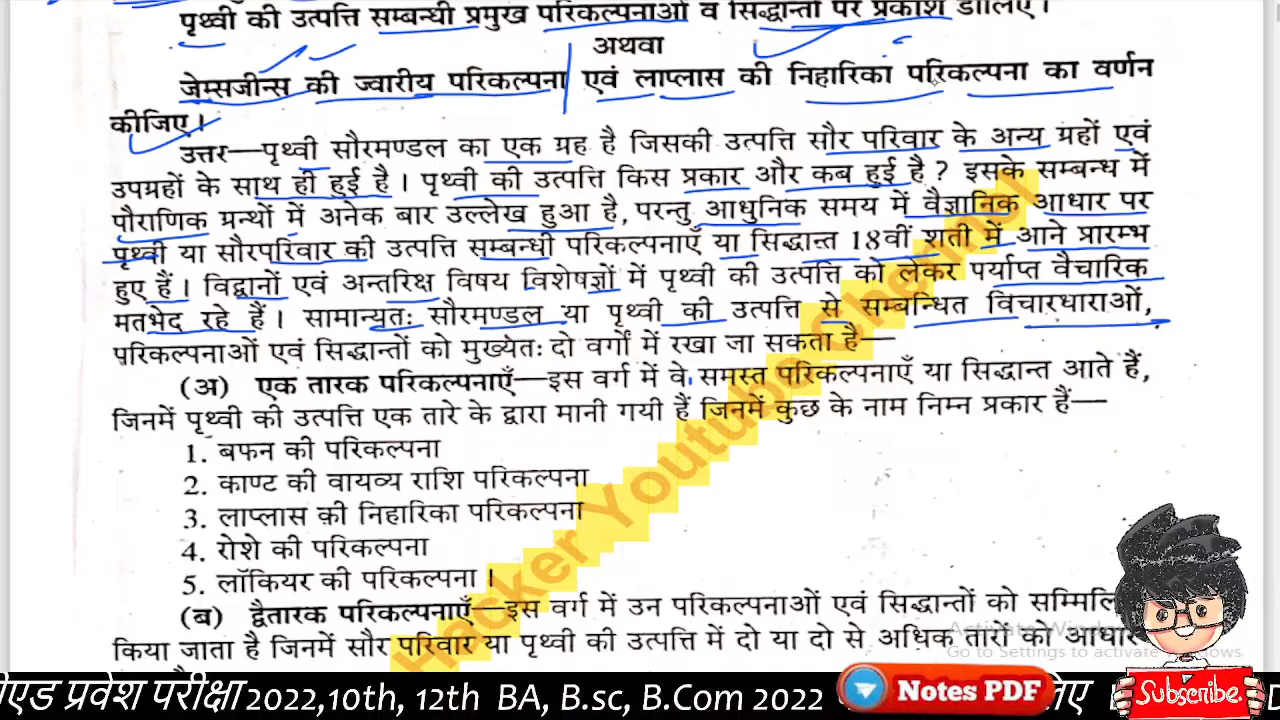 पृथ्वी की उत्पत्ति सम्बन्धी प्रमुख परिकल्पनाओं व सिद्धान्तों पर प्रकाश डालिए।
अथवा
जेम्सजीन्स की ज्वारीय परिकल्पना एवं लाप्लास की निहारिका परिकल्पना का वर्णन
कीजिए।
उत्तर—पृथ्वी सौरमण्डल का एक ग्रह है जिसकी उत्पत्ति सौर परिवार के अन्य ग्रहों एवं
उपग्रहों के साथ ही हुई है। पृथ्वी की उत्पत्ति किस प्रकार और कब हुई है? इसके सम्बन्ध में
पौराणिक ग्रन्थों में अनेक बार उल्लेख हुआ है, परन्तु आधुनिक समय में वैज्ञानिक आधार पर
पृथ्वी या सौरपरिवार की उत्पत्ति सम्बन्धी परिकल्पनाएँ या सिद्धान्त 18वीं शती में आने प्रारम्भ
हुए हैं। विद्वानों एवं अन्तरिक्ष विषय विशेषज्ञों में पृथ्वी की उत्पत्ति को लेकर पर्याप्त वैचारिक
मतभेद रहे हैं। सामान्यतः सौरमण्डल या पृथ्वी की उत्पत्ति से सम्बन्धित विचारधाराओं,
परिकल्पनाओं एवं सिद्धान्तों को मुख्यतः दो वर्गों में रखा जा सकता है—
(अ) एक तारक परिकल्पनाएँ—इस वर्ग में वे समस्त परिकल्पनाएँ या सिद्धान्त आते हैं,
जिनमें पृथ्वी की उत्पत्ति एक तारे के द्वारा मानी गयी हैं जिनमें कुछ के नाम निम्न प्रकार हैं—
1. बफन की परिकल्पना
2. काण्ट की वायव्य राशि परिकल्पना
3. लाप्लास की निहारिका परिकल्पना
4. रोशे की परिकल्पना
5. लॉकियर की परिकल्पना।
(ब) द्वैतारक परिकल्पनाएँ—इस वर्ग में उन परिकल्पनाओं एवं सिद्धान्तों को सम्मिलि
किया जाता है जिनमें सौर परिवार या पृथ्वी की उत्पत्ति में दो या दो से अधिक तारों को आधार
Hacker Youtube Channel
Activate Windows
Go to Settings to activate Windows.
ीएड प्रवेश परीक्षा 2022,10th, 12th BA, B.sc, B.Com 2022
Notes PDF
लिए
Subscribe.